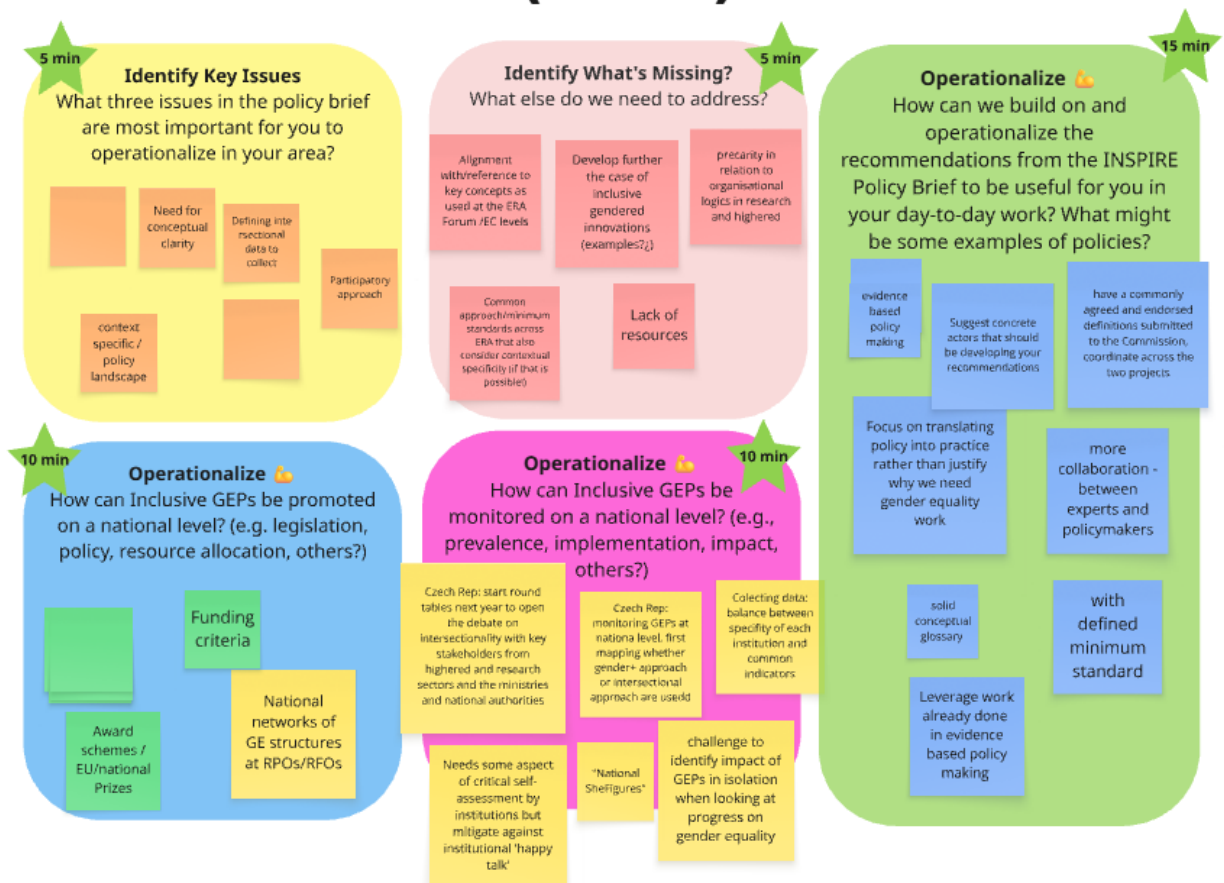 5 min
Identify Key Issues
What three issues in the policy brief
are most important for you to
operationalize in your area?
Need for
conceptual
clarity
Defining inte
rsectional
data to
collect
Participatory
approach
context
specific /
policy
landscape
5 min
Identify What's Missing?
What else do we need to address?
Alignment
with/reference to
key concepts as
used at the ERA
Forum /EC levels
Develop further
the case of
inclusive
gendered
innovations
(examples?¿)
precarity in
relation to
organisational
logics in research
and highered
Common
approach/minimum
standards across
ERA that also
consider contextual
specificity (if that is
possible!)
Lack of
resources
15 min
Operationalize 💪
How can we build on and
operationalize the
recommendations from the INSPIRE
Policy Brief to be useful for you in
your day-to-day work? What might
be some examples of policies?
evidence
based
policy
making
Suggest concrete
actors that should
be developing your
recommendations
have a commonly
agreed and endorsed
definitions submitted
to the Commission,
coordinate across the
two projects
Focus on translating
policy into practice
rather than justify
why we need
gender equality
work
more
collaboration -
between
experts and
policymakers
solid
conceptual
glossary
with
defined
minimum
standard
Leverage work
already done
in evidence
based policy
making
10 min
Operationalize 💪
How can Inclusive GEPs be promoted
on a national level? (e.g. legislation,
policy, resource allocation, others?)
Funding
criteria
Award
schemes /
EU/national
Prizes
National
networks of
GE structures
at RPOs/RFOs
10 min
Operationalize 💪
How can Inclusive GEPs be
monitored on a national level? (e.g.,
prevalence, implementation, impact,
others?)
Czech Rep: start round
tables next year to open
the debate on
intersectionality with key
stakeholders from
highered and research
sectors and the ministries
and national authorities
Czech Rep:
monitoring GEPs at
nationa level, first
mapping whether
gender+ approach
or intersectional
approach are usedd
Colecting data:
balance between
specifity of each
institution and
common
indicators
Needs some aspect
of critical self-
assessment by
institutions but
mitigate against
institutional 'happy
talk'
"National
SheFigures"
challenge to
identify impact of
GEPs in isolation
when looking at
progress on
gender equality